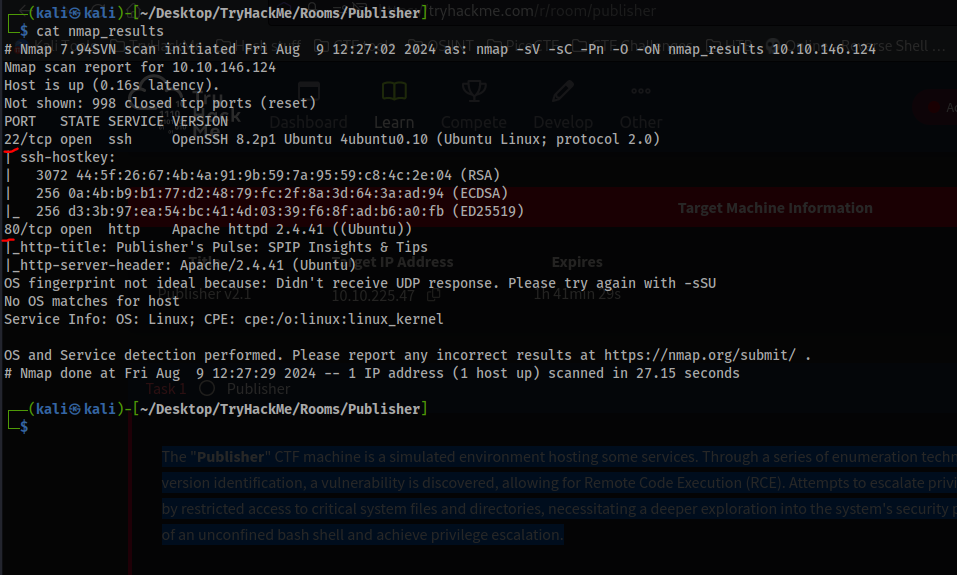 ┌──(kali㉿kali)-[~/Desktop/TryHackMe/Rooms/Publisher]
└─$ cat nmap_results
# Nmap 7.94SVN scan initiated Fri Aug  9 12:27:02 2024 as: nmap -sV -sC -Pn -O -oN nmap_results 10.10.146.124
Nmap scan report for 10.10.146.124
Host is up (0.16s latency).
Not shown: 998 closed tcp ports (reset)
PORT   STATE SERVICE VERSION
22/tcp open  ssh     OpenSSH 8.2p1 Ubuntu 4ubuntu0.10 (Ubuntu Linux; protocol 2.0)
| ssh-hostkey:
|   3072 44:5f:26:67:4b:4a:91:9b:59:7a:95:59:c8:4c:2e:04 (RSA)
|   256 0a:4b:b9:b1:77:d2:48:79:fc:2f:8a:3d:64:3a:ad:94 (ECDSA)
|_  256 d3:3b:97:ea:54:bc:41:4d:03:39:f6:8f:ad:b6:a0:fb (ED25519)
80/tcp open  http    Apache httpd 2.4.41 ((Ubuntu))
|_http-title: Publisher's Pulse: SPIP Insights & Tips
|_http-server-header: Apache/2.4.41 (Ubuntu)
OS fingerprint not ideal because: Didn't receive UDP response. Please try again with -sSU
No OS matches for host
Service Info: OS: Linux; CPE: cpe:/o:linux:linux_kernel
OS and Service detection performed. Please report any incorrect results at https://nmap.org/submit/ .
# Nmap done at Fri Aug  9 12:27:29 2024 -- 1 IP address (1 host up) scanned in 27.15 seconds
┌──(kali㉿kali)-[~/Desktop/TryHackMe/Rooms/Publisher]
└─$
tryhackme.com/r/room/publisher
Try Hack Me
Dashboard Learn Compete Develop Other
Target Machine Information
Title Target IP Address Expires
Publisher v2.1 10.10.225.47 1h 41min 29s
Task 1 Publisher
The "Publisher" CTF machine is a simulated environment hosting some services. Through a series of enumeration
version identification, a vulnerability is discovered, allowing for Remote Code Execution (RCE). Attempts to escalate
by restricted access to critical system files and directories, necessitating a deeper exploration into the system's security
of an unconfined bash shell and achieve privilege escalation.